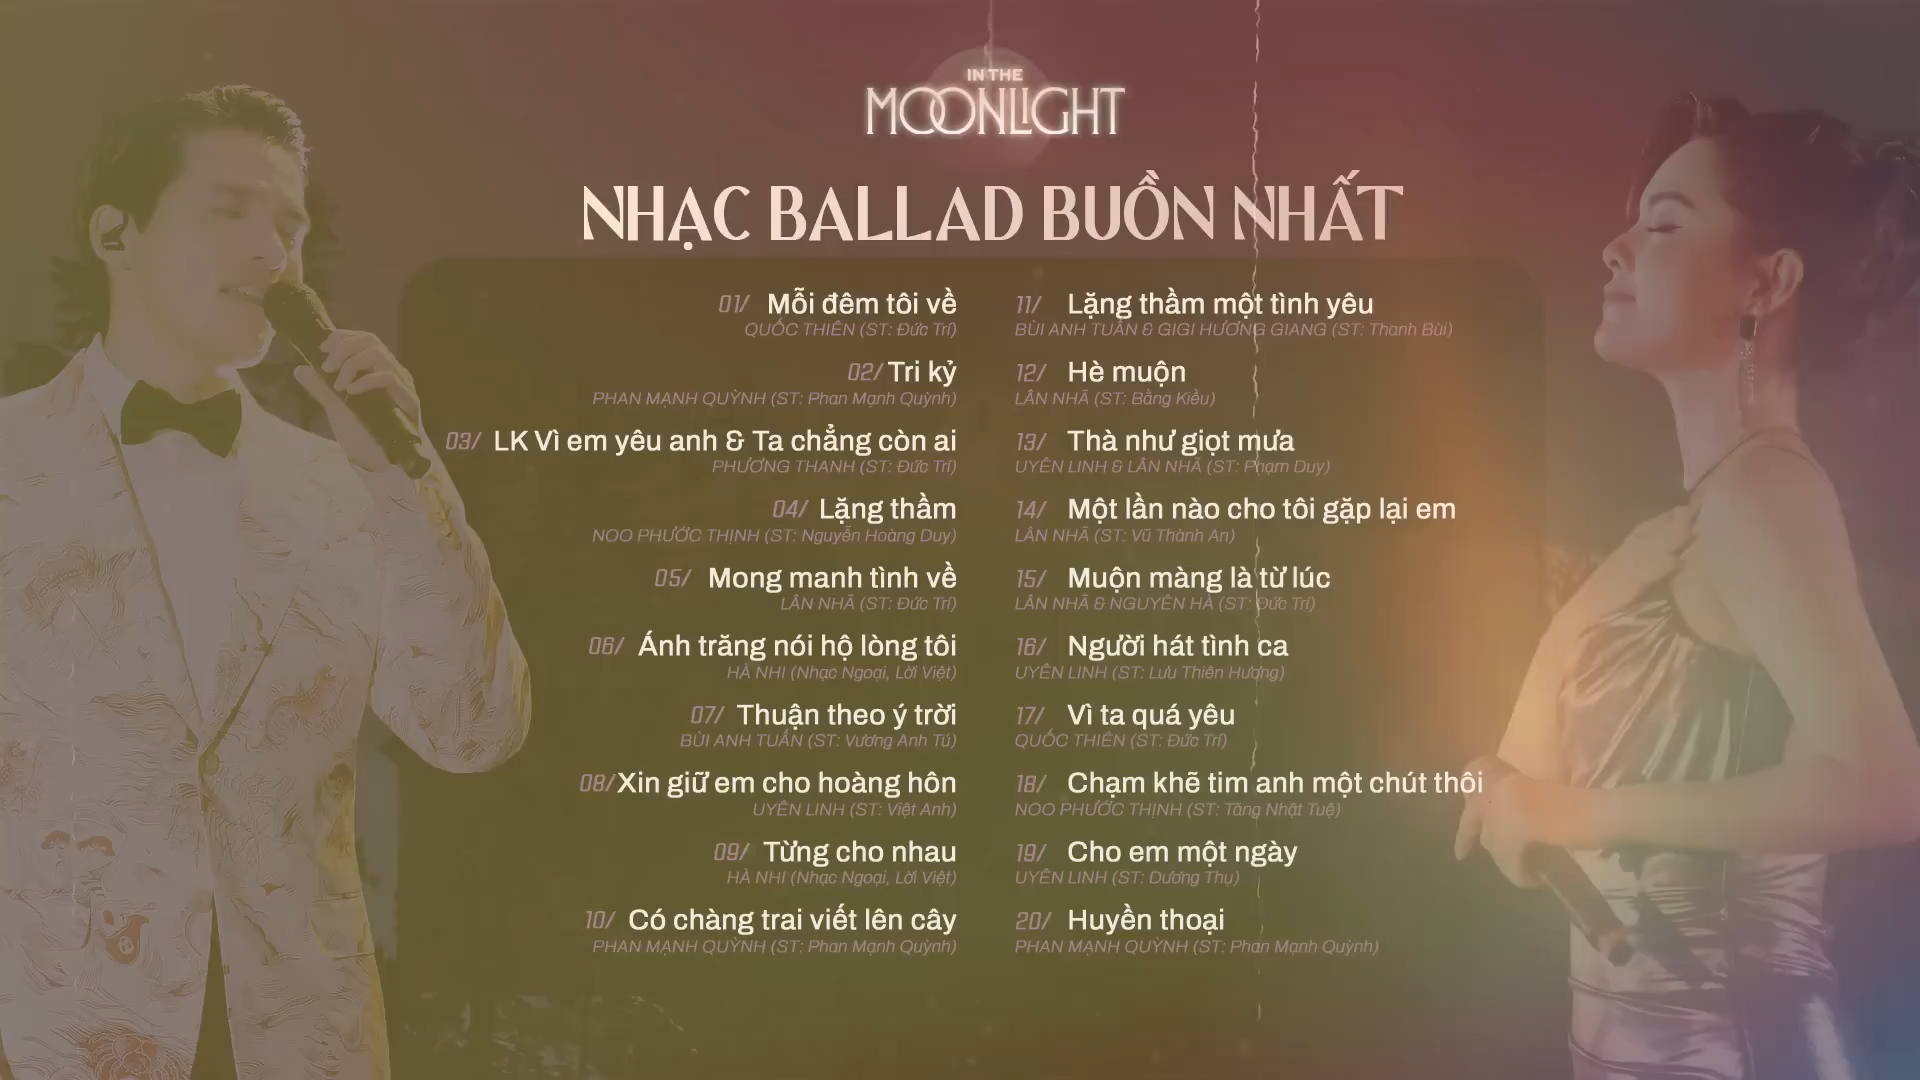 IN THE
MOONLIGHT
NHẠC BALLAD BUỒN NHẤT
01/ Mỗi đêm tôi về
QUỐC THIÊN (ST: Đức Trí)
02/ Tri kỷ
PHAN MẠNH QUỲNH (ST: Phan Mạnh Quỳnh)
03/ LK Vì em yêu anh & Ta chẳng còn ai
PHƯƠNG THANH (ST: Đức Trí)
04/ Lặng thầm
NOO PHƯỚC THỊNH (ST: Nguyễn Hoàng Duy)
05/ Mong manh tình về
LÂN NHÃ (ST: Đức Trí)
06/ Ánh trăng nói hộ lòng tôi
HÀ NHI (Nhạc Ngoại, Lời Việt)
07/ Thuận theo ý trời
BÙI ANH TUẤN (ST: Vương Anh Tú)
08/ Xin giữ em cho hoàng hôn
UYÊN LINH (ST: Việt Anh)
09/ Từng cho nhau
HÀ NHI (Nhạc Ngoại, Lời Việt)
10/ Có chàng trai viết lên cây
PHAN MẠNH QUỲNH (ST: Phan Mạnh Quỳnh)
11/ Lặng thầm một tình yêu
BÙI ANH TUẤN & GIGI HƯƠNG GIANG (ST: Thanh Bùi)
12/ Hè muộn
LÂN NHÃ (ST: Bằng Kiều)
13/ Thà như giọt mưa
UYÊN LINH & LÂN NHÃ (ST: Phạm Duy)
14/ Một lần nào cho tôi gặp lại em
LÂN NHÃ (ST: Vũ Thành An)
15/ Muộn màng là từ lúc
LÂN NHÃ & NGUYÊN HÀ (ST: Đức Trí)
16/ Người hát tình ca
UYÊN LINH (ST: Lưu Thiên Hương)
17/ Vì ta quá yêu
QUỐC THIÊN (ST: Đức Trí)
18/ Chạm khẽ tim anh một chút thôi
NOO PHƯỚC THỊNH (ST: Tăng Nhật Tuệ)
19/ Cho em một ngày
UYÊN LINH (ST: Dương Thụ)
20/ Huyền thoại
PHAN MẠNH QUỲNH (ST: Phan Mạnh Quỳnh)